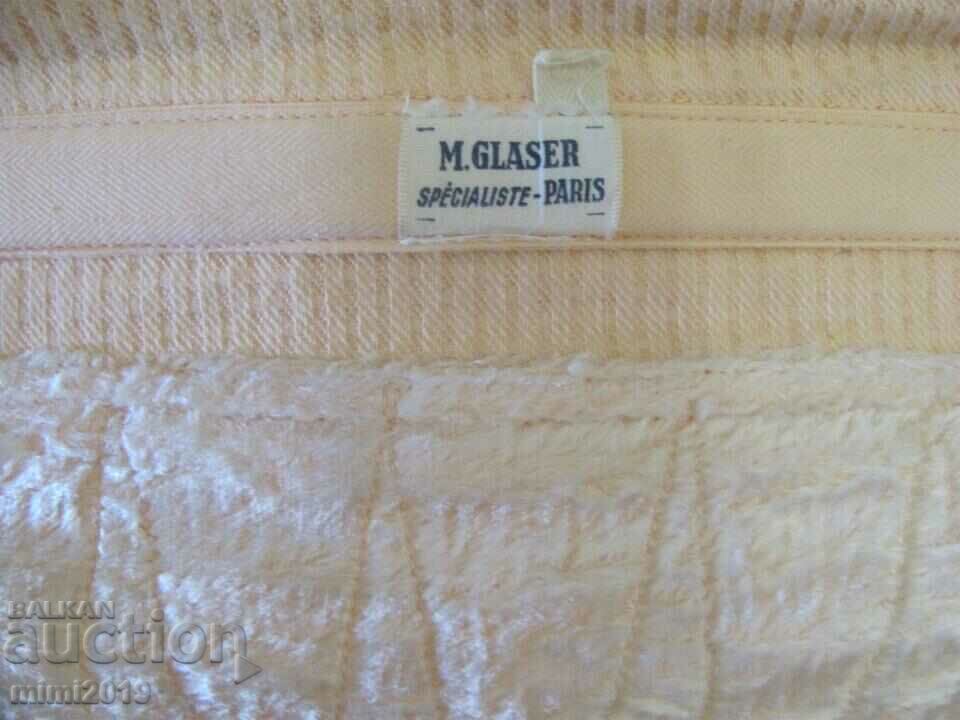 M.GLASER
SPÉCIALISTE-PARIS
BALKAN
auction
mimi2019